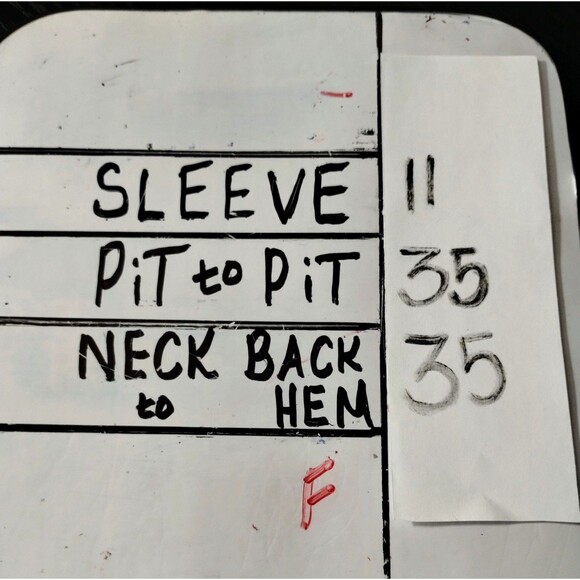 SLEEVE 11
PiT to PiT 35
NECK BACK 35
to HEM
F